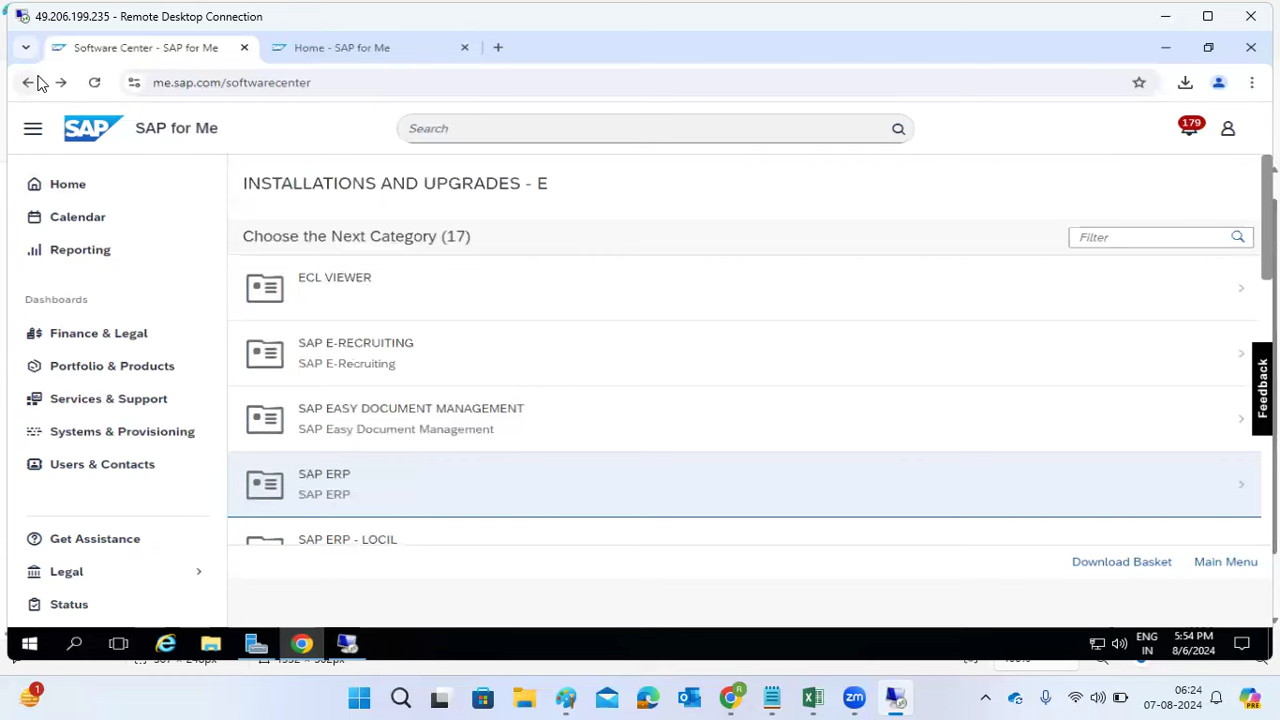 49.206.199.235 - Remote Desktop Connection
Software Center - SAP for Me
Home - SAP for Me
me.sap.com/softwarecenter
SAP
SAP for Me
Search
179
Home
Calendar
Reporting
Dashboards
Finance & Legal
Portfolio & Products
Services & Support
Systems & Provisioning
Users & Contacts
Get Assistance
Legal
Status
INSTALLATIONS AND UPGRADES - E
Choose the Next Category (17)
Filter
ECL VIEWER
SAP E-RECRUITING
SAP E-Recruiting
SAP EASY DOCUMENT MANAGEMENT
SAP Easy Document Management
SAP ERP
SAP ERP
SAP ERP - LOCIL
Feedback
Download Basket
Main Menu
ENG
IN
5:54 PM
8/6/2024
1
06:24
07-08-2024
PRE